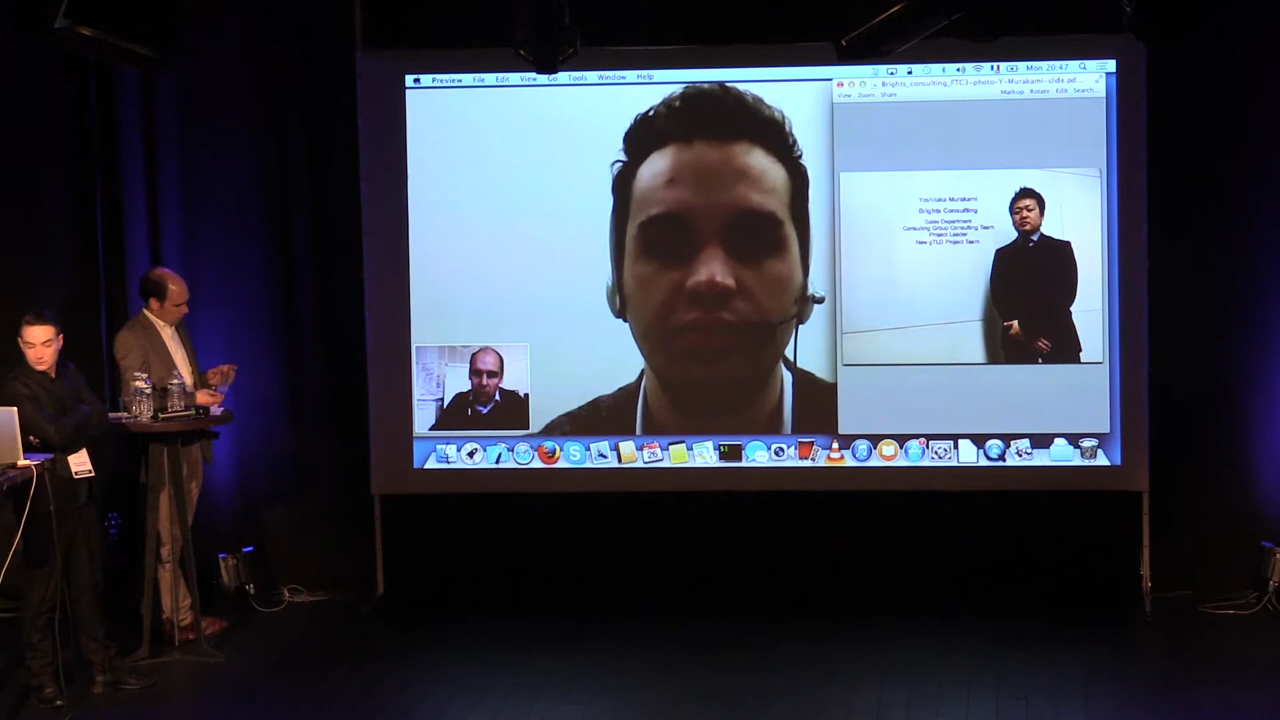 Preview File Edit View Go Tools Window Help
Mon 20:47
Brights_consulting_FTC3-photo-Y-Murakami-slide.pd...
View Zoom Share
Markup Rotate Edit Search...
Yoshitaka Murakami
Brights Consulting
Sales Department
Consulting Group Consulting Team
Project Leader
New gTLD Project Team
26